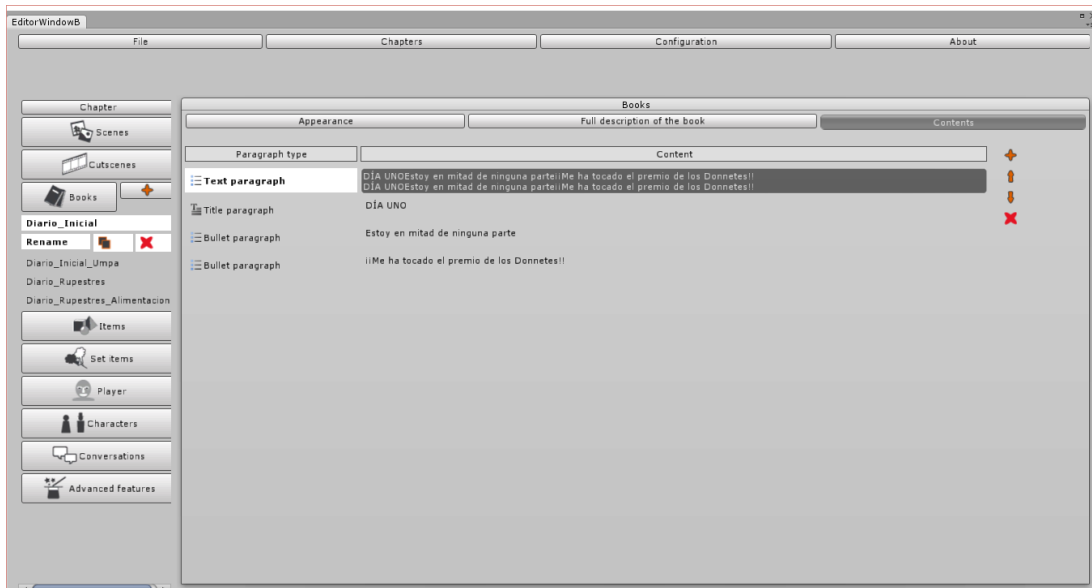 EditorWindowB
File
Chapters
Configuration
About
Chapter
Scenes
Cutscenes
Books
Diario_Inicial
Rename
Diario_Inicial_Umpa
Diario_Rupestres
Diario_Rupestres_Alimentacion
Items
Set items
Player
Characters
Conversations
Advanced features
Books
Appearance
Full description of the book
Contents
Paragraph type
Content
Text paragraph
DÍA UNOEstoy en mitad de ninguna parte¡¡Me ha tocado el premio de los Donnetes!!
DÍA UNOEstoy en mitad de ninguna parte¡¡Me ha tocado el premio de los Donnetes!!
Title paragraph
DÍA UNO
Bullet paragraph
Estoy en mitad de ninguna parte
Bullet paragraph
¡¡Me ha tocado el premio de los Donnetes!!